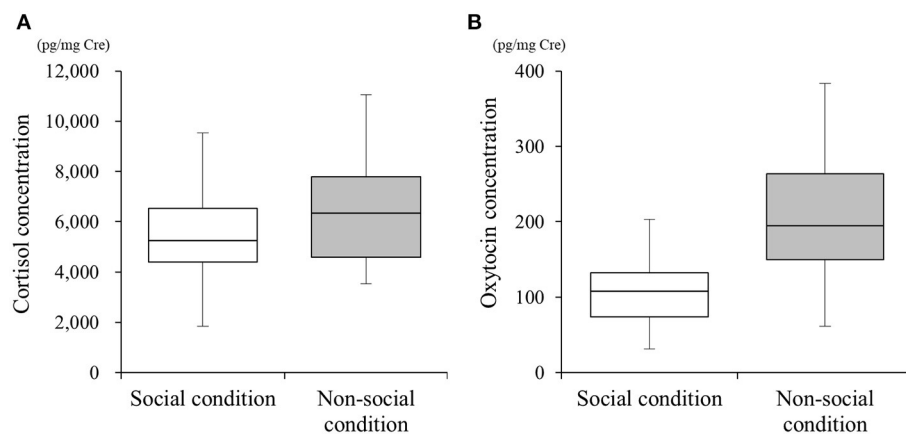 A
(pg/mg Cre)
Cortisol concentration
12,000
10,000
8,000
6,000
4,000
2,000
0
Social condition
Non-social
condition
B
(pg/mg Cre)
Oxytocin concentration
400
300
200
100
0
Social condition
Non-social
condition